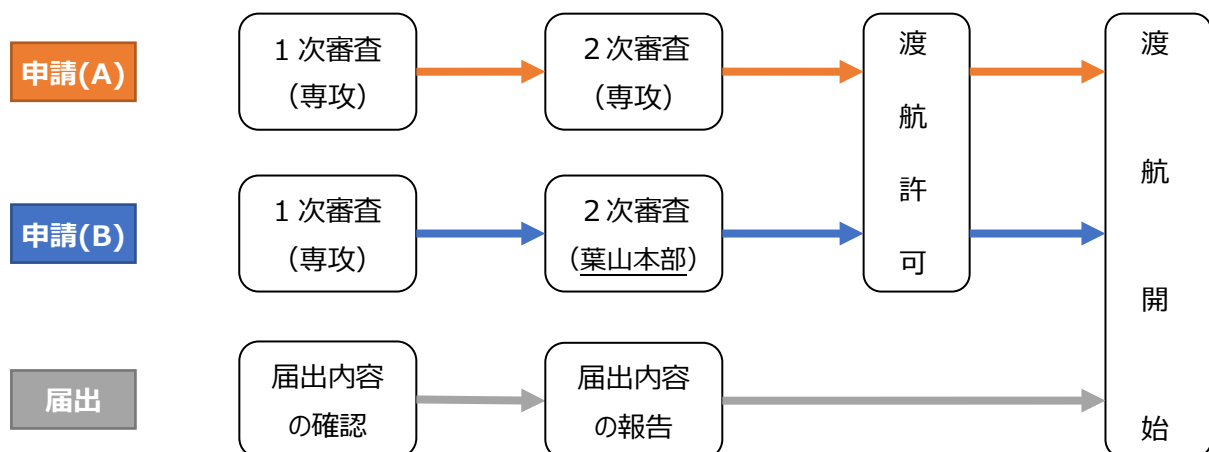 申請(A)
１次審査
（専攻）
２次審査
（専攻）
渡航許可
渡航開始
申請(B)
１次審査
（専攻）
２次審査
（葉山本部）
届出
届出内容
の確認
届出内容
の報告